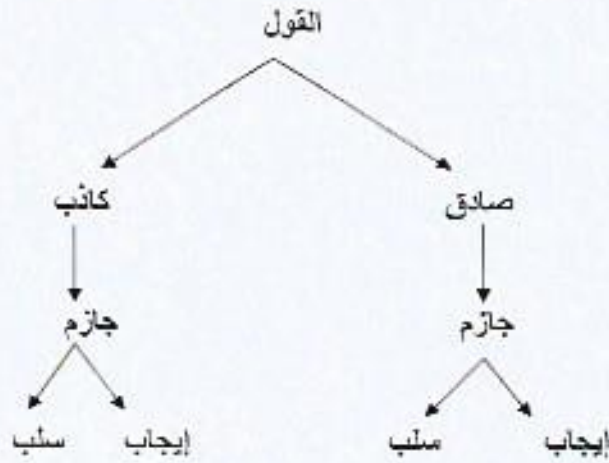 القول
صادق كاذب
جازم جازم
إيجاب سلب إيجاب سلب